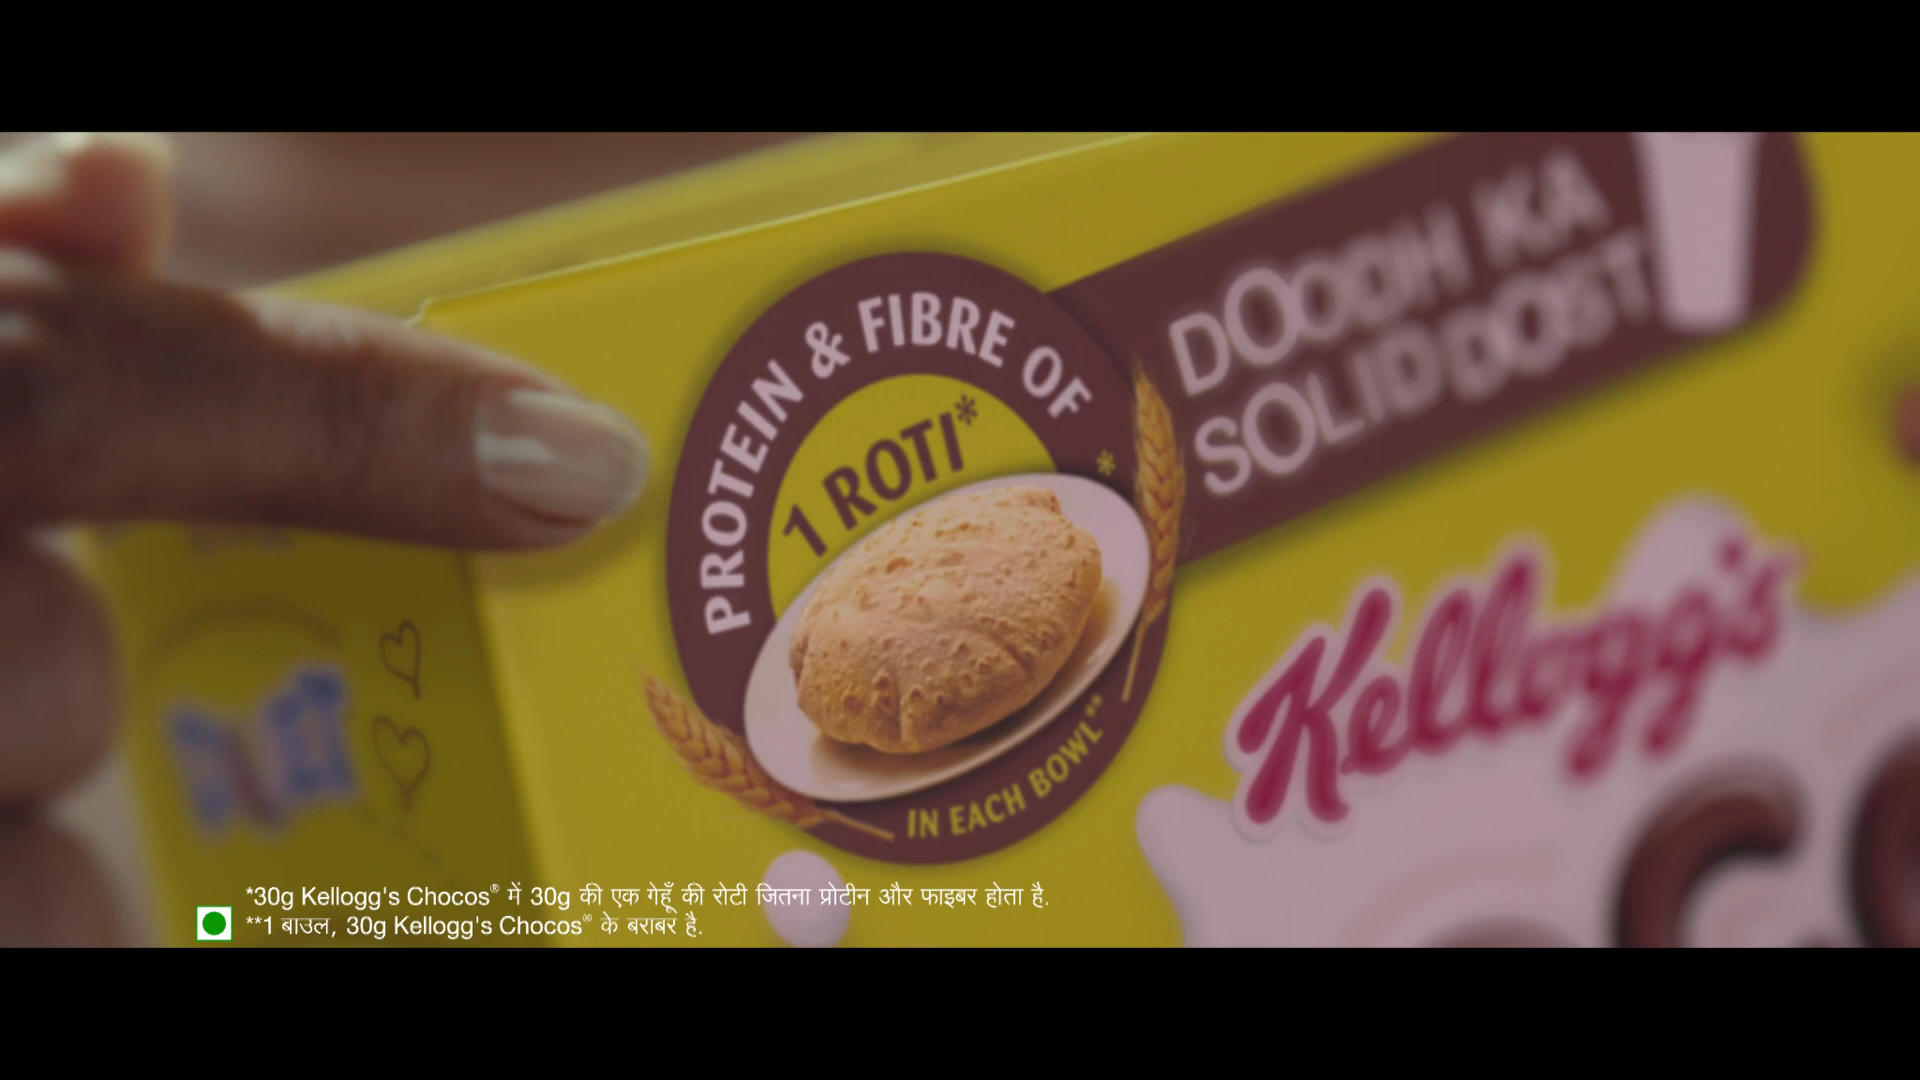 PROTEIN & FIBRE OF
1 ROTI*
*
IN EACH BOWL**
DOODH KA
SOLID DOST
Kellogg's
*30g Kellogg's Chocos® में 30g की एक गेहूँ की रोटी जितना प्रोटीन और फाइबर होता है.
**1 बाउल, 30g Kellogg's Chocos® के बराबर है.